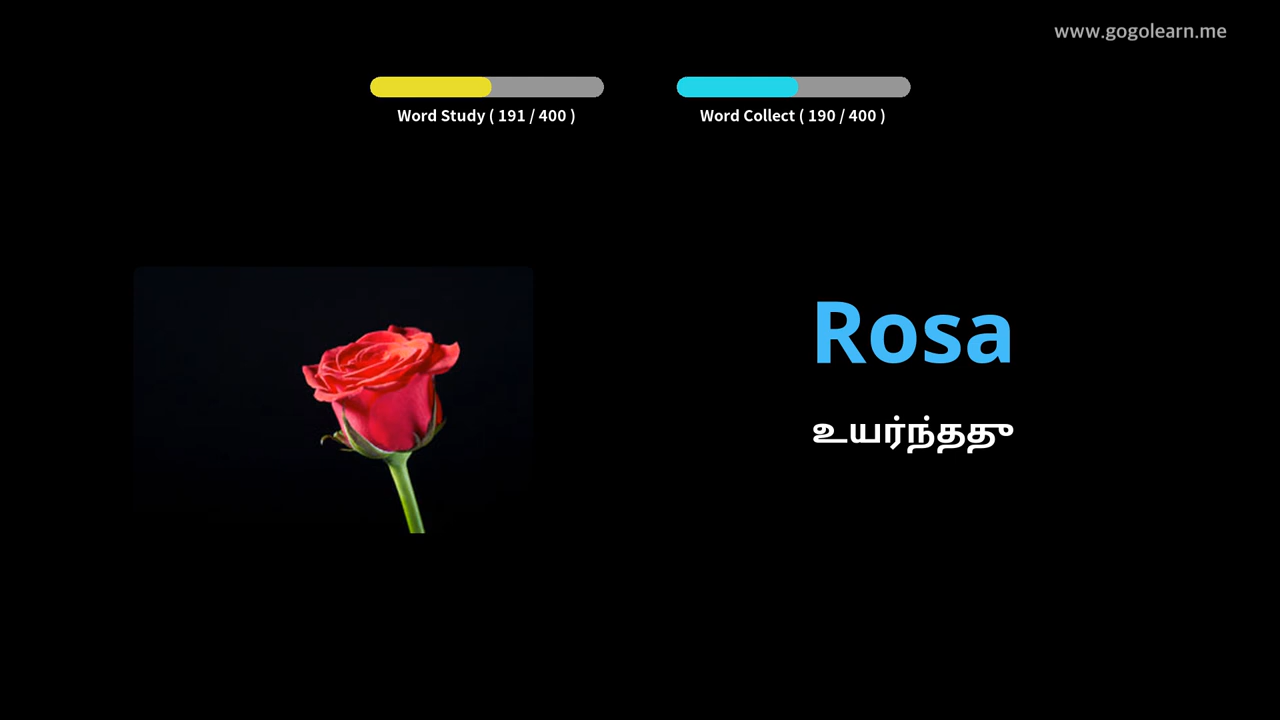 www.gogolearn.me
Word Study ( 191 / 400 )
Word Collect ( 190 / 400 )
Rosa
உயர்ந்தது